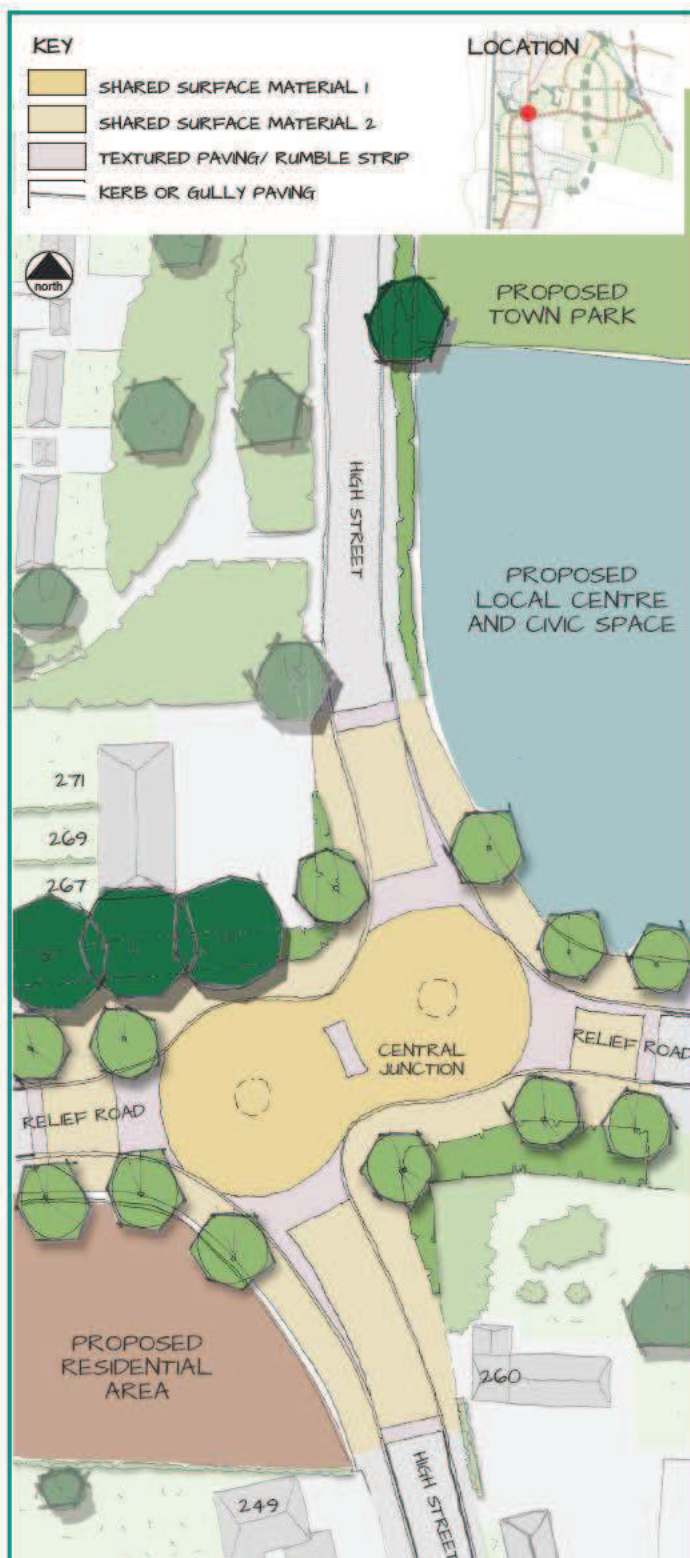 KEY
SHARED SURFACE MATERIAL 1
SHARED SURFACE MATERIAL 2
TEXTURED PAVING/ RUMBLE STRIP
KERB OR GULLY PAVING
LOCATION
north
PROPOSED
TOWN PARK
HIGH STREET
PROPOSED
LOCAL CENTRE
AND CIVIC SPACE
271
269
267
CENTRAL
JUNCTION
RELIEF ROAD
RELIEF ROAD
PROPOSED
RESIDENTIAL
AREA
260
HIGH STREET
249